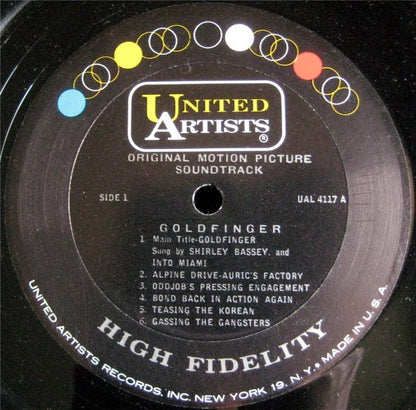 UNITED
ARTISTS®
ORIGINAL MOTION PICTURE
SOUNDTRACK
SIDE 1
UAL 4117 A
GOLDFINGER
1. Main Title-GOLDFINGER
Sung by SHIRLEY BASSEY, and
INTO MIAMI
2. ALPINE DRIVE-AURIC'S FACTORY
3. ODDJOB'S PRESSING ENGAGEMENT
4. BOND BACK IN ACTION AGAIN
5. TEASING THE KOREAN
6. GASSING THE GANGSTERS
HIGH FIDELITY
UNITED ARTISTS RECORDS, INC. NEW YORK 19, N.Y. MADE IN U.S.A.